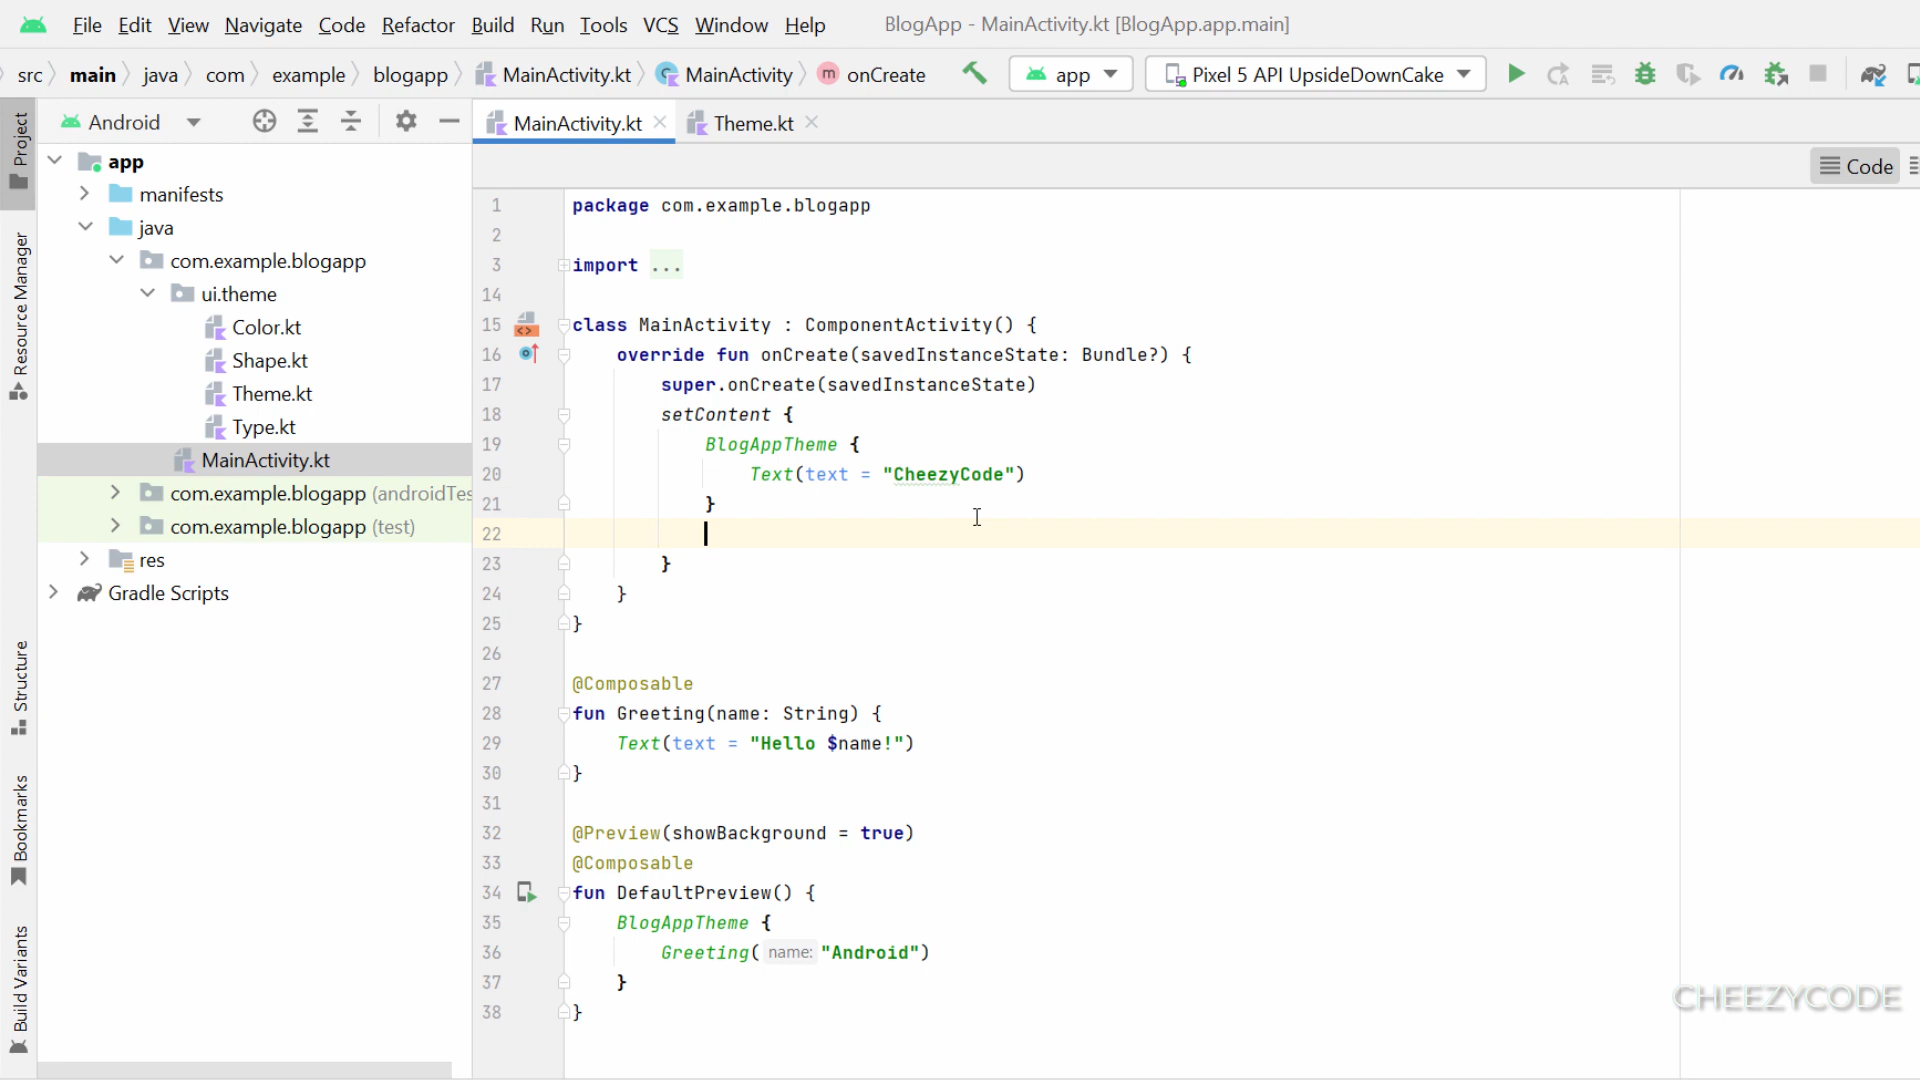 File Edit View Navigate Code Refactor Build Run Tools VCS Window Help BlogApp - MainActivity.kt [BlogApp.app.main]
src main java com example blogapp MainActivity.kt MainActivity onCreate app Pixel 5 API UpsideDownCake
Android
MainActivity.kt Theme.kt
Code
Project
Resource Manager
Structure
Bookmarks
Build Variants
app
manifests
java
com.example.blogapp
ui.theme
Color.kt
Shape.kt
Theme.kt
Type.kt
MainActivity.kt
com.example.blogapp (androidTes
com.example.blogapp (test)
res
Gradle Scripts
1 package com.example.blogapp
2
3 import ...
14
15 class MainActivity : ComponentActivity() {
16 override fun onCreate(savedInstanceState: Bundle?) {
17 super.onCreate(savedInstanceState)
18 setContent {
19 BlogAppTheme {
20 Text(text = "CheezyCode")
21 }
22
23 }
24 }
25 }
26
27 @Composable
28 fun Greeting(name: String) {
29 Text(text = "Hello $name!")
30 }
31
32 @Preview(showBackground = true)
33 @Composable
34 fun DefaultPreview() {
35 BlogAppTheme {
36 Greeting( name: "Android")
37 }
38 }
CHEEZYCODE